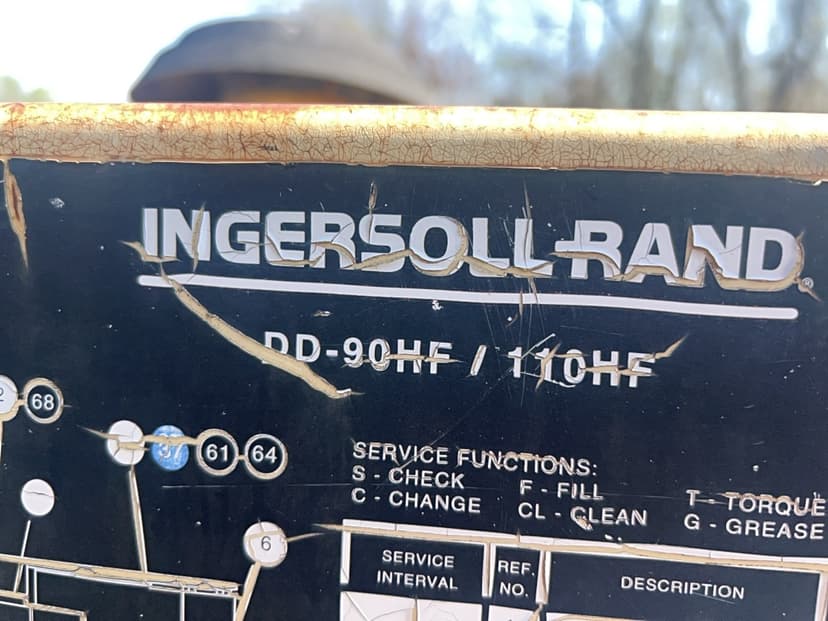 INGERSOLL-RAND®
DD-90HF / 110HF
68
37 61 64
6
SERVICE FUNCTIONS:
S - CHECK F - FILL T - TORQUE
C - CHANGE CL - CLEAN G - GREASE
SERVICE INTERVAL REF. NO. DESCRIPTION